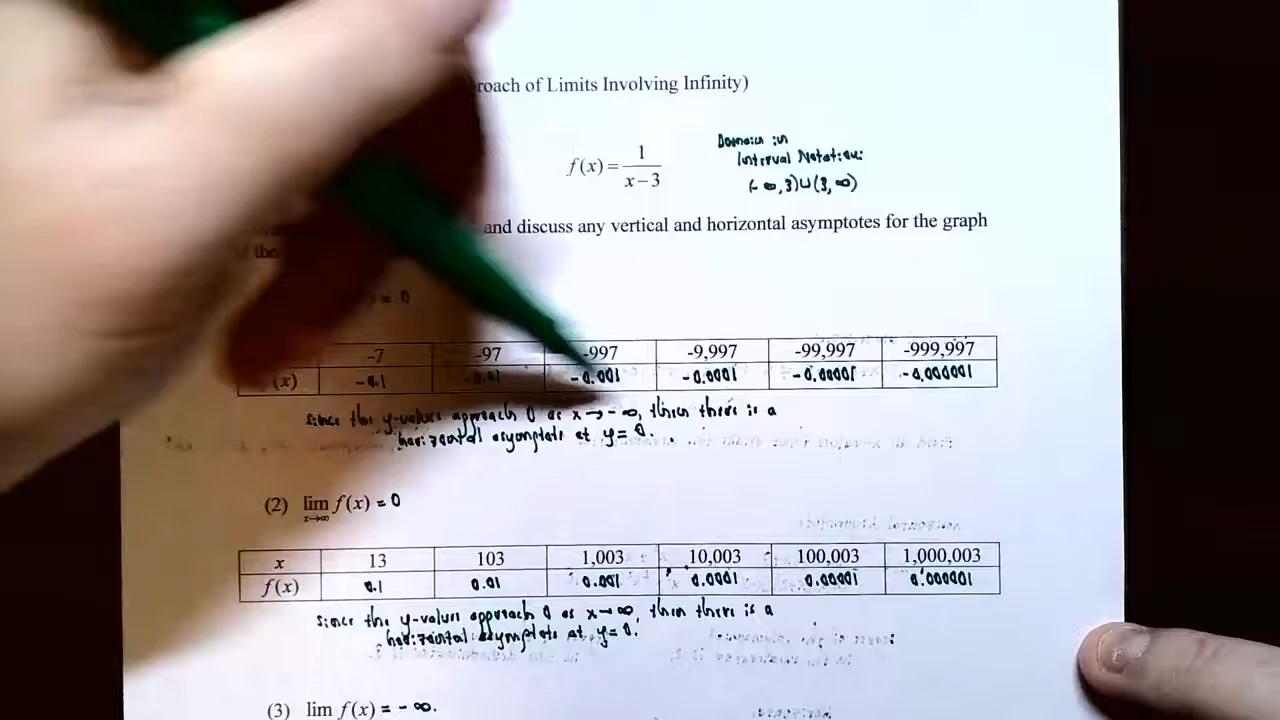 roach of Limits Involving Infinity)
f(x) = 1/(x-3)
Domain in
Interval Notation:
(-∞,3)∪(3,∞)
and discuss any vertical and horizontal asymptotes for the graph
the
= 0
-7 -97 -997 -9,997 -99,997 -999,997
(x) -0.1 -0.01 -0.001 -0.0001 -0.00001 -0.000001
Since the y-values approach 0 as x→-∞, then there is a
horizontal asymptote at y=0.
(2) lim x→∞ f(x) = 0
x 13 103 1,003 10,003 100,003 1,000,003
f(x) 0.1 0.01 0.001 0.0001 0.00001 0.000001
Since the y-values approach 0 as x→∞, then there is a
horizontal asymptote at y=0.
(3) lim f(x) = -∞.